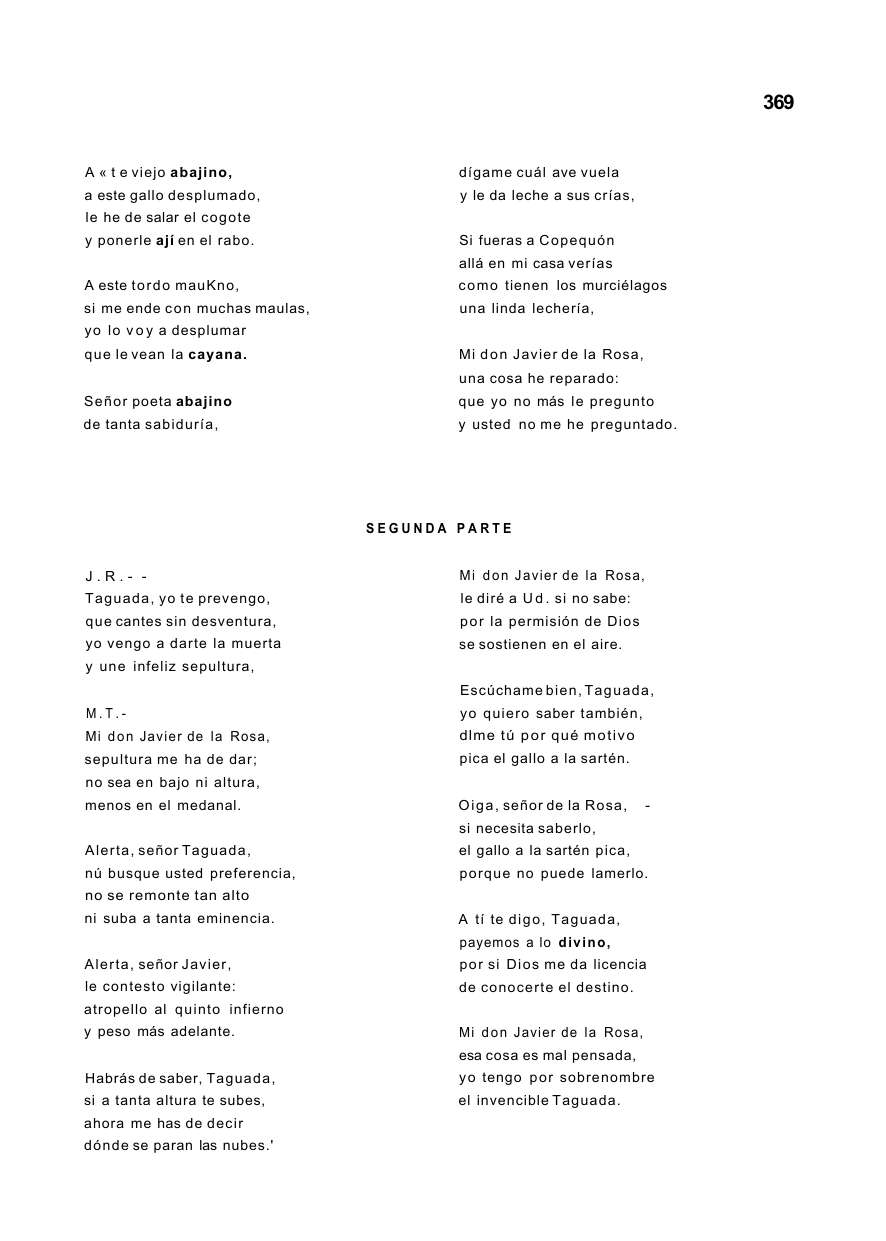 369
A « t e viejo abajino,
a este gallo desplumado,
le he de salar el cogote
y ponerle ají en el rabo.
A este tordo mauKno,
si me ende con muchas maulas,
yo lo voy a desplumar
que le vean la cayana.
Señor poeta abajino
de tanta sabiduría,
dígame cuál ave vuela
y le da leche a sus crías,
Si fueras a Copequón
allá en mi casa verías
como tienen los murciélagos
una linda lechería,
Mi don Javier de la Rosa,
una cosa he reparado:
que yo no más le pregunto
y usted no me he preguntado.
SEGUNDA PARTE
J.R.- -
Taguada, yo te prevengo,
que cantes sin desventura,
yo vengo a darte la muerta
y une infeliz sepultura,
M.T.-
Mi don Javier de la Rosa,
sepultura me ha de dar;
no sea en bajo ni altura,
menos en el medanal.
Alerta, señor Taguada,
nú busque usted preferencia,
no se remonte tan alto
ni suba a tanta eminencia.
Alerta, señor Javier,
le contesto vigilante:
atropello al quinto infierno
y peso más adelante.
Habrás de saber, Taguada,
si a tanta altura te subes,
ahora me has de decir
dónde se paran las nubes.'
Mi don Javier de la Rosa,
le diré a Ud. si no sabe:
por la permisión de Dios
se sostienen en el aire.
Escúchame bien, Taguada,
yo quiero saber también,
dlme tú por qué motivo
pica el gallo a la sartén.
Oiga, señor de la Rosa, -
si necesita saberlo,
el gallo a la sartén pica,
porque no puede lamerlo.
A tí te digo, Taguada,
payemos a lo divino,
por si Dios me da licencia
de conocerte el destino.
Mi don Javier de la Rosa,
esa cosa es mal pensada,
yo tengo por sobrenombre
el invencible Taguada.